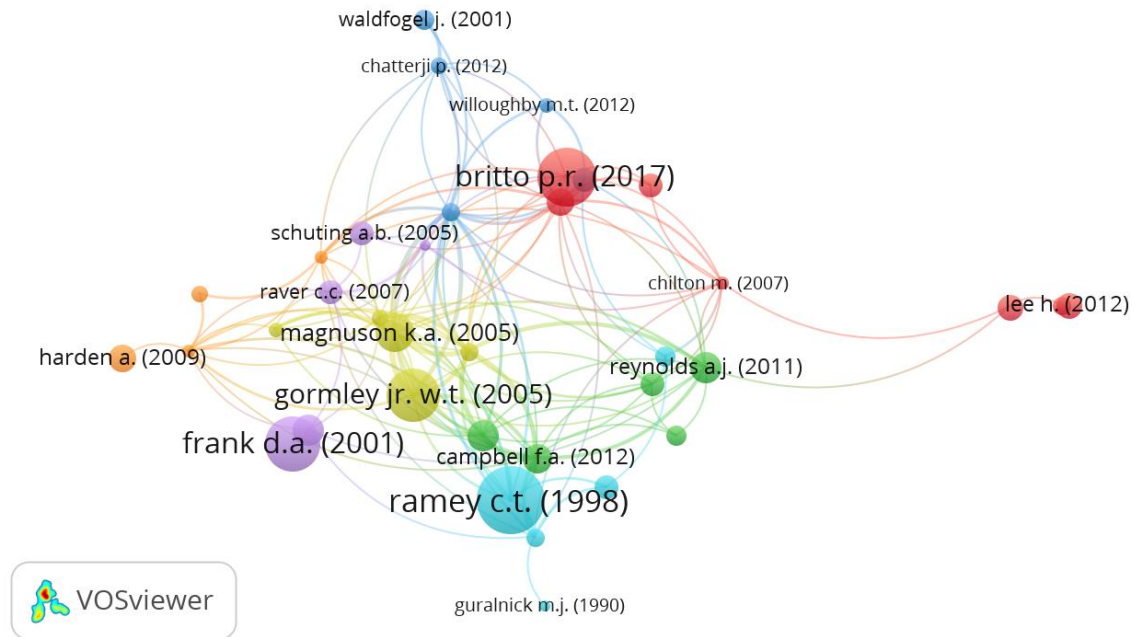 waldfogel j. (2001)
chatterji p. (2012)
willoughby m.t. (2012)
britto p.r. (2017)
schuting a.b. (2005)
chilton m. (2007)
raver c.c. (2007)
lee h. (2012)
magnuson k.a. (2005)
harden a. (2009)
reynolds a.j. (2011)
gormley jr. w.t. (2005)
frank d.a. (2001)
campbell f.a. (2012)
ramey c.t. (1998)
VOSviewer
guralnick m.j. (1990)